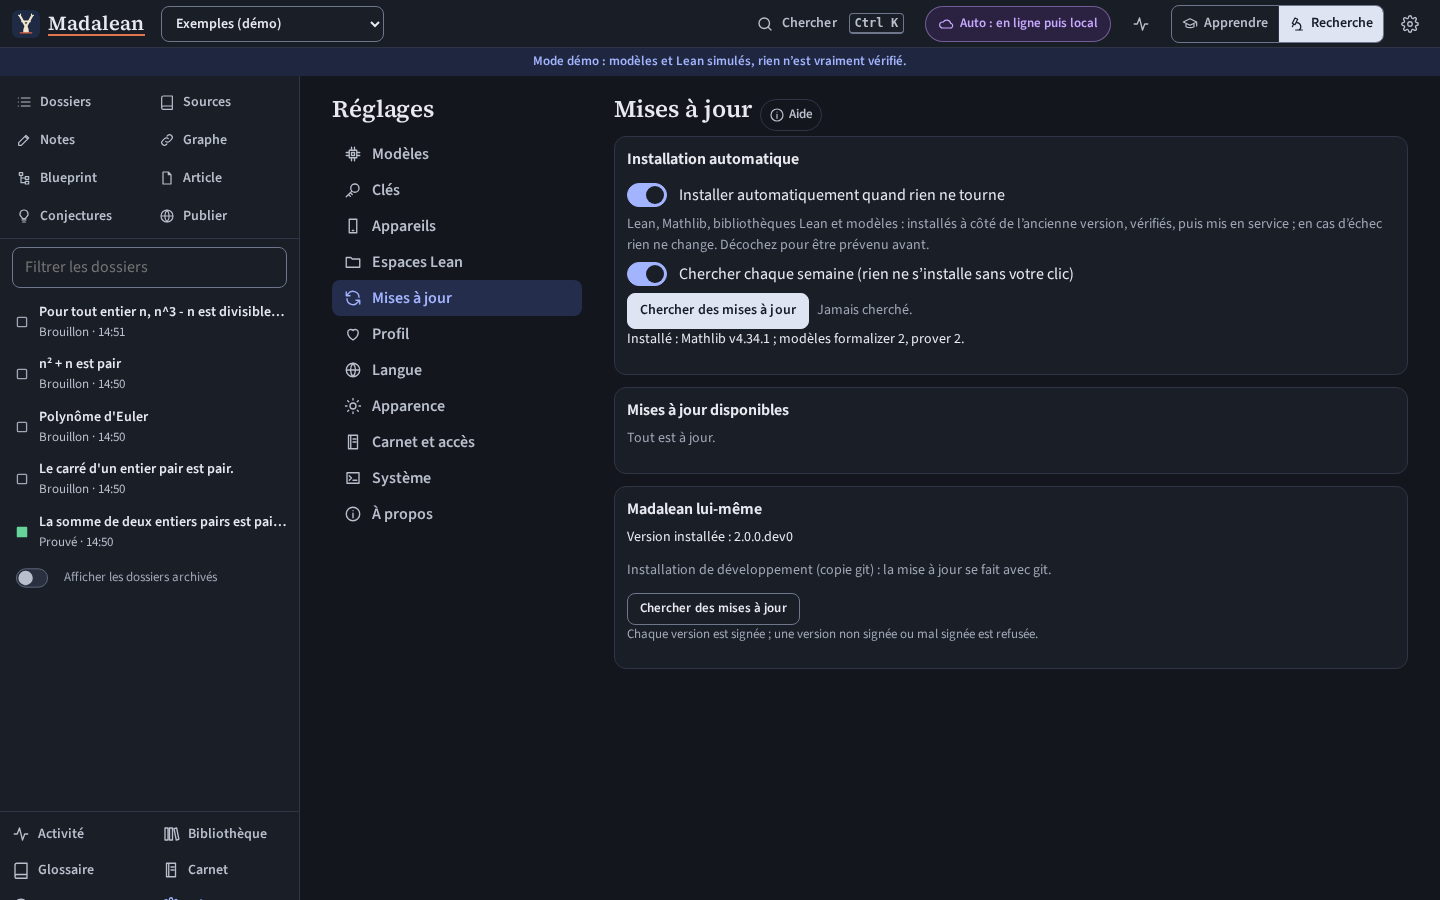 Madalean
Exemples (démo)
Chercher
Ctrl K
Auto : en ligne puis local
Apprendre
Recherche
Mode démo : modèles et Lean simulés, rien n’est vraiment vérifié.
Dossiers
Sources
Notes
Graphe
Blueprint
Article
Conjectures
Publier
Filtrer les dossiers
Pour tout entier n, n^3 - n est divisible…
Brouillon · 14:51
n² + n est pair
Brouillon · 14:50
Polynôme d'Euler
Brouillon · 14:50
Le carré d'un entier pair est pair.
Brouillon · 14:50
La somme de deux entiers pairs est pai…
Prouvé · 14:50
Afficher les dossiers archivés
Activité
Bibliothèque
Glossaire
Carnet
Réglages
Modèles
Clés
Appareils
Espaces Lean
Mises à jour
Profil
Langue
Apparence
Carnet et accès
Système
À propos
Mises à jour
Aide
Installation automatique
Installer automatiquement quand rien ne tourne
Lean, Mathlib, bibliothèques Lean et modèles : installés à côté de l’ancienne version, vérifiés, puis mis en service ; en cas d’échec
rien ne change. Décochez pour être prévenu avant.
Chercher chaque semaine (rien ne s’installe sans votre clic)
Chercher des mises à jour
Jamais cherché.
Installé : Mathlib v4.34.1 ; modèles formalizer 2, prover 2.
Mises à jour disponibles
Tout est à jour.
Madalean lui-même
Version installée : 2.0.0.dev0
Installation de développement (copie git) : la mise à jour se fait avec git.
Chercher des mises à jour
Chaque version est signée ; une version non signée ou mal signée est refusée.